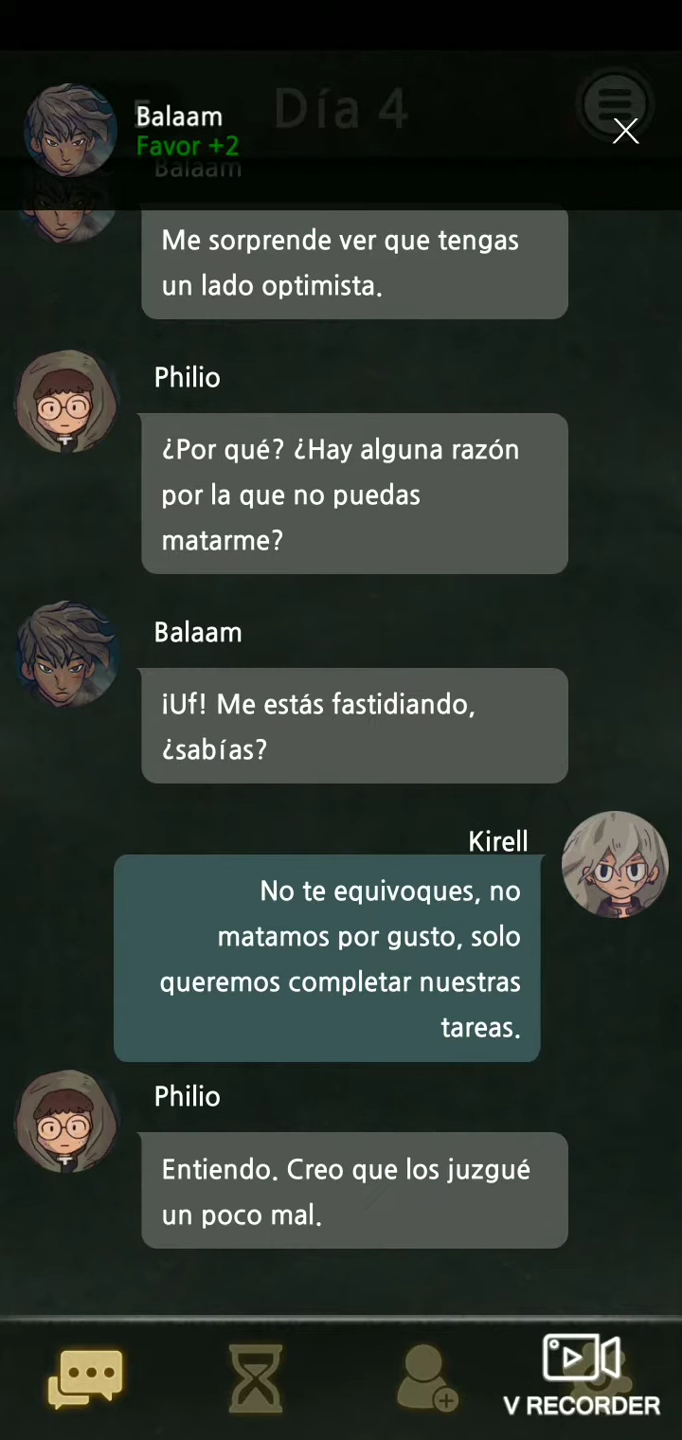 Día 4
Balaam
Favor +2
Balaam
Me sorprende ver que tengas
un lado optimista.
Philio
¿Por qué? ¿Hay alguna razón
por la que no puedas
matarme?
Balaam
¡Uf! Me estás fastidiando,
¿sabías?
Kirell
No te equivoques, no
matamos por gusto, solo
queremos completar nuestras
tareas.
Philio
Entiendo. Creo que los juzgué
un poco mal.
V RECORDER